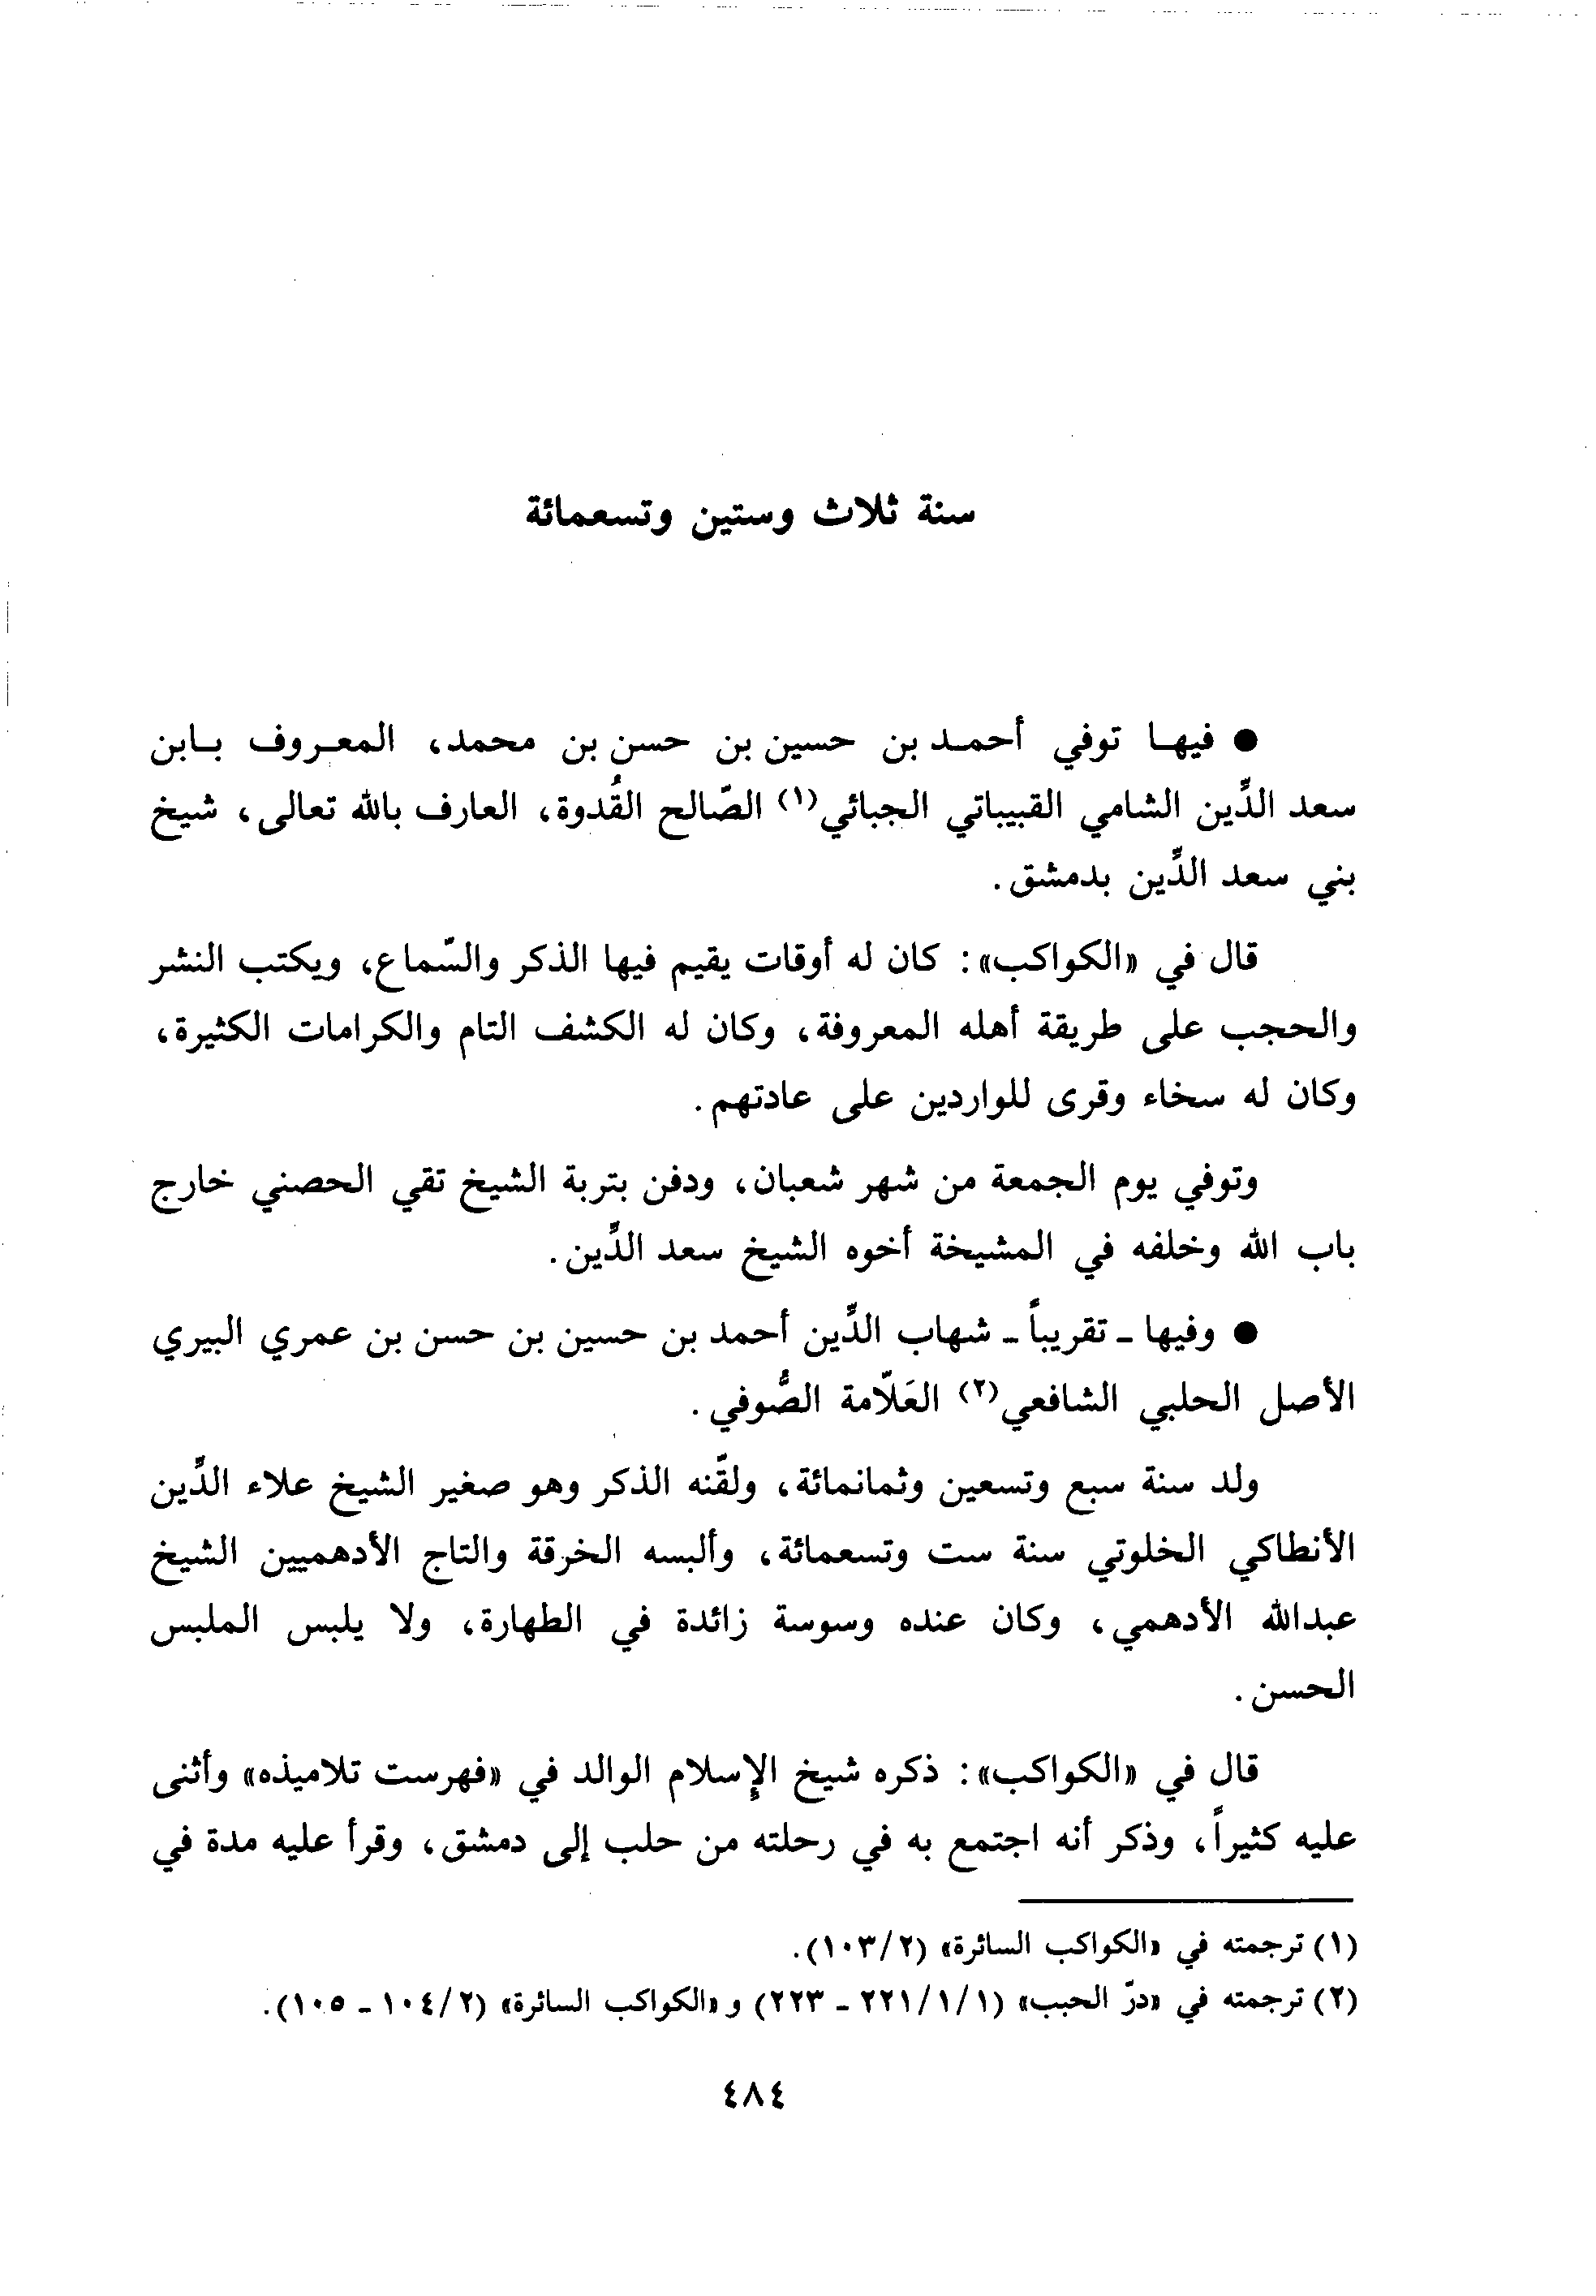 سنة ثلاث وستين وتسعمائة
● فيها توفي أحمد بن حسين بن حسن بن محمد، المعروف بابن
سعد الدِّين الشامي القبيباتي الجبائي(١) الصّالح القُدوة، العارف بالله تعالى، شيخ
بني سعد الدِّين بدمشق.
قال في «الكواكب»: كان له أوقات يقيم فيها الذكر والسّماع، ويكتب النشر
والحجب على طريقة أهله المعروفة، وكان له الكشف التام والكرامات الكثيرة،
وكان له سخاء وقرى للواردين على عادتهم.
وتوفي يوم الجمعة من شهر شعبان، ودفن بتربة الشيخ تقي الحصني خارج
باب الله وخلفه في المشيخة أخوه الشيخ سعد الدِّين.
● وفيها - تقريباً - شهاب الدِّين أحمد بن حسين بن حسن بن عمري البيري
الأصل الحلبي الشافعي(٢) العَلّامة الصُّوفي.
ولد سنة سبع وتسعين وثمانمائة، ولقّنه الذكر وهو صغير الشيخ علاء الدِّين
الأنطاكي الخلوتي سنة ست وتسعمائة، وألبسه الخرقة والتاج الأدهميين الشيخ
عبدالله الأدهمي، وكان عنده وسوسة زائدة في الطهارة، ولا يلبس الملبس
الحسن.
قال في «الكواكب»: ذكره شيخ الإسلام الوالد في «فهرست تلاميذه» وأثنى
عليه كثيراً، وذكر أنه اجتمع به في رحلته من حلب إلى دمشق، وقرأ عليه مدة في
(١) ترجمته في «الكواكب السائرة» (١٠٣/٢).
(٢) ترجمته في «درّ الحبب» (٢٢١/١/١ - ٢٢٣) و«الكواكب السائرة» (١٠٤/٢ - ١٠٥).
٤٨٤